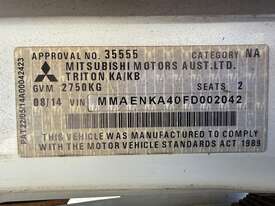 APPROVAL NO. 35555 CATEGORY NA
MITSUBISHI MOTORS AUST.LTD.
TRITON KA/KB
GVM 2750KG SEATS 2
08/14 VIN MMAENKA40FD002042
THIS VEHICLE WAS MANUFACTURED TO COMPLY
WITH THE MOTOR VEHICLE STANDARDS ACT 1989